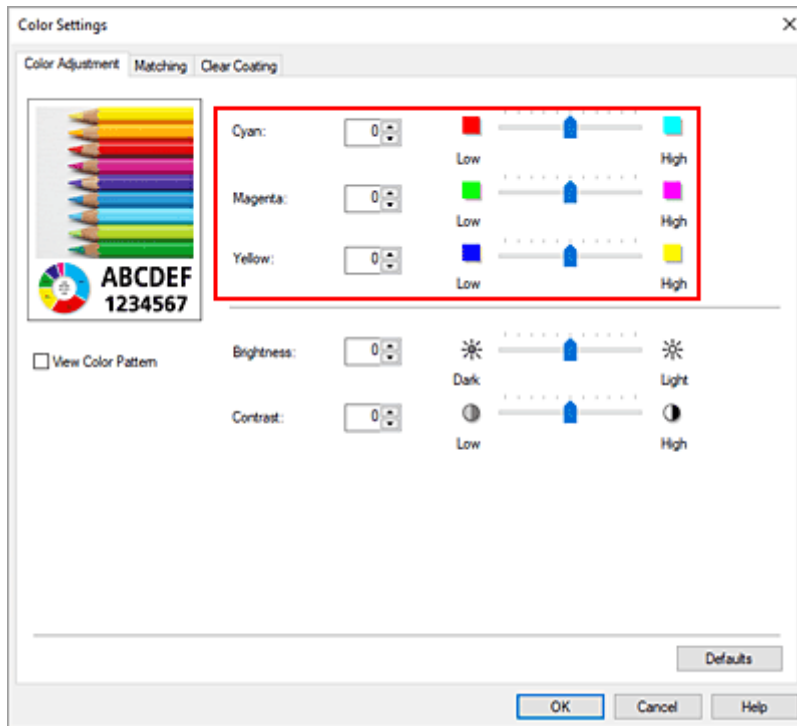 Color Settings
Color Adjustment Matching Clear Coating
Cyan: 0
Low High
Magenta: 0
Low High
Yellow: 0
Low High
ABCDEF
1234567
View Color Pattern
Brightness: 0
Dark Light
Contrast: 0
Low High
Defaults
OK Cancel Help